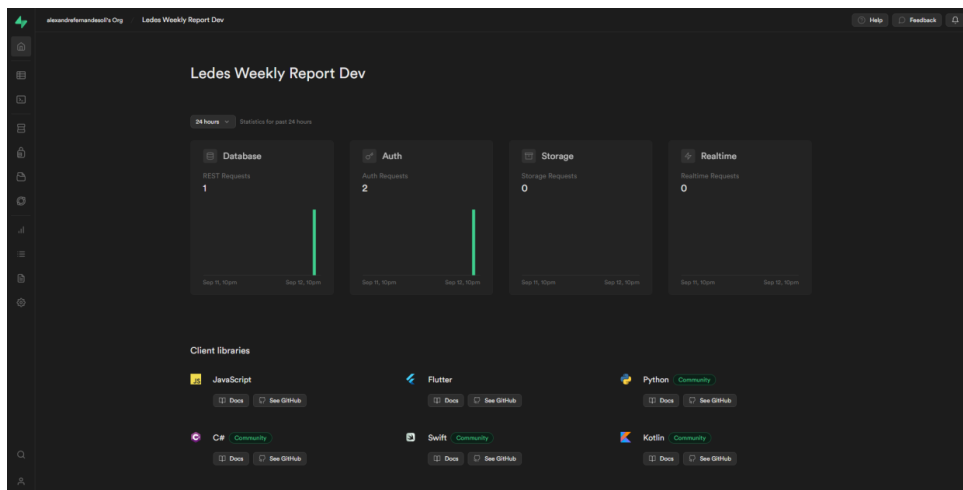 alexandrefernandesoli's Org Ledes Weekly Report Dev Help Feedback
Ledes Weekly Report Dev
24 hours Statistics for past 24 hours
Database Auth Storage Realtime
REST Requests Auth Requests Storage Requests Realtime Requests
1 2 0 0
Sep 11, 10pm Sep 12, 10pm Sep 11, 10pm Sep 12, 10pm Sep 11, 10pm Sep 12, 10pm Sep 11, 10pm Sep 12, 10pm
Client libraries
JS JavaScript Flutter Python Community
Docs See GitHub Docs See GitHub Docs See GitHub
C# Community Swift Community Kotlin Community
Docs See GitHub Docs See GitHub Docs See GitHub